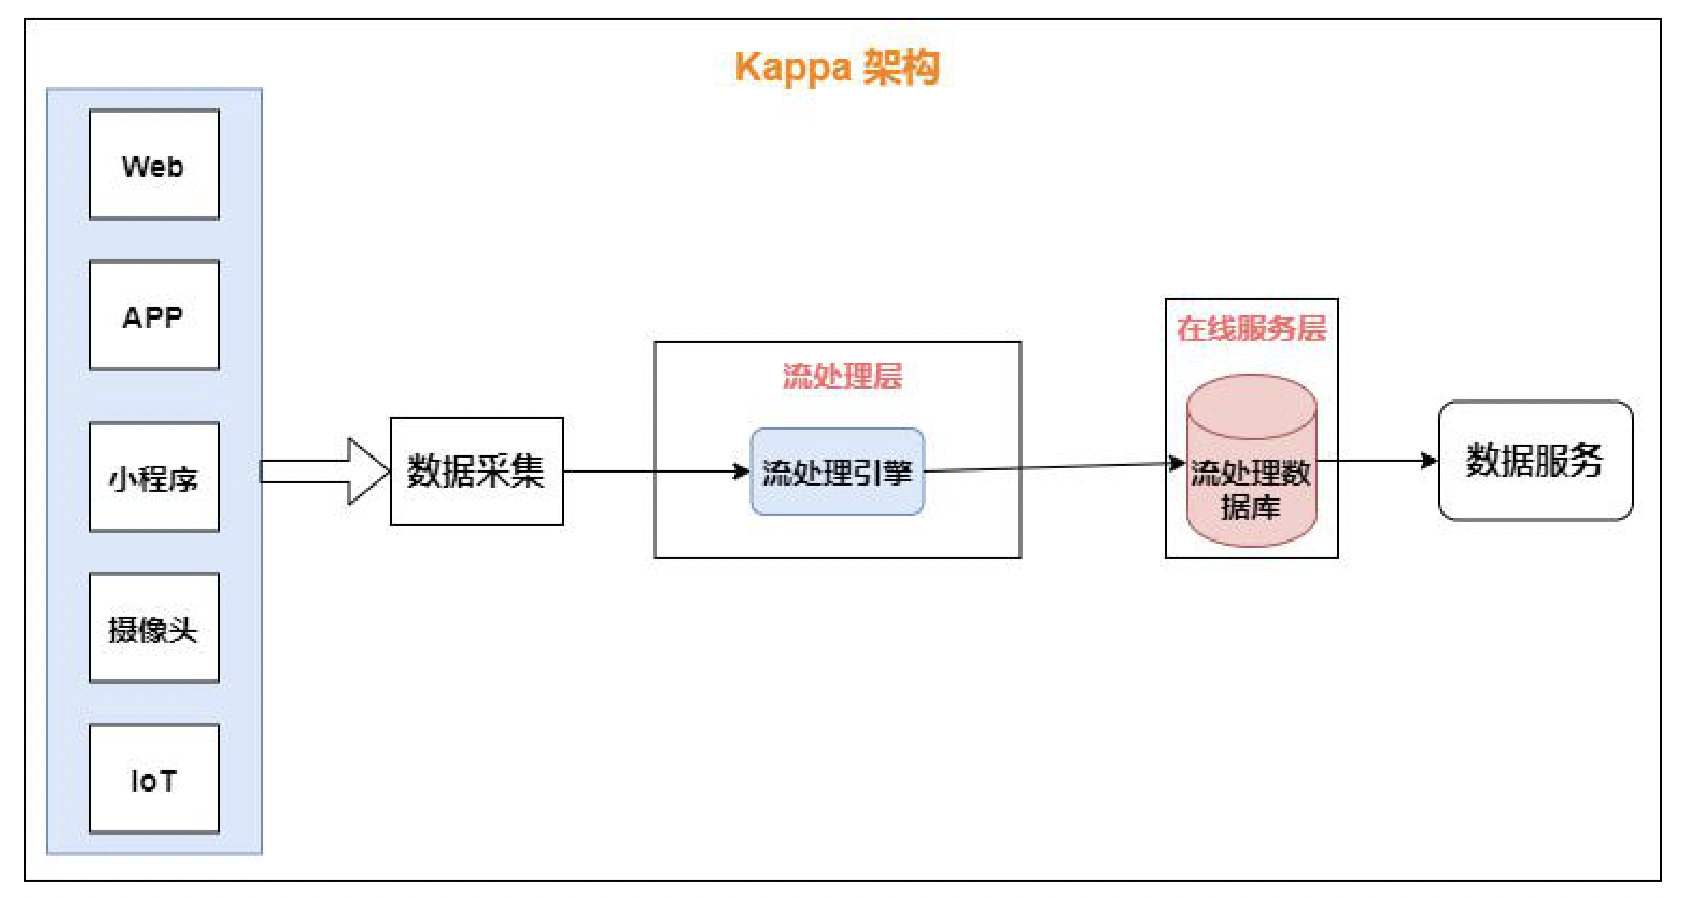 Kappa 架构
Web
APP
小程序
摄像头
IoT
数据采集
流处理层
流处理引擎
在线服务层
流处理数
据库
数据服务